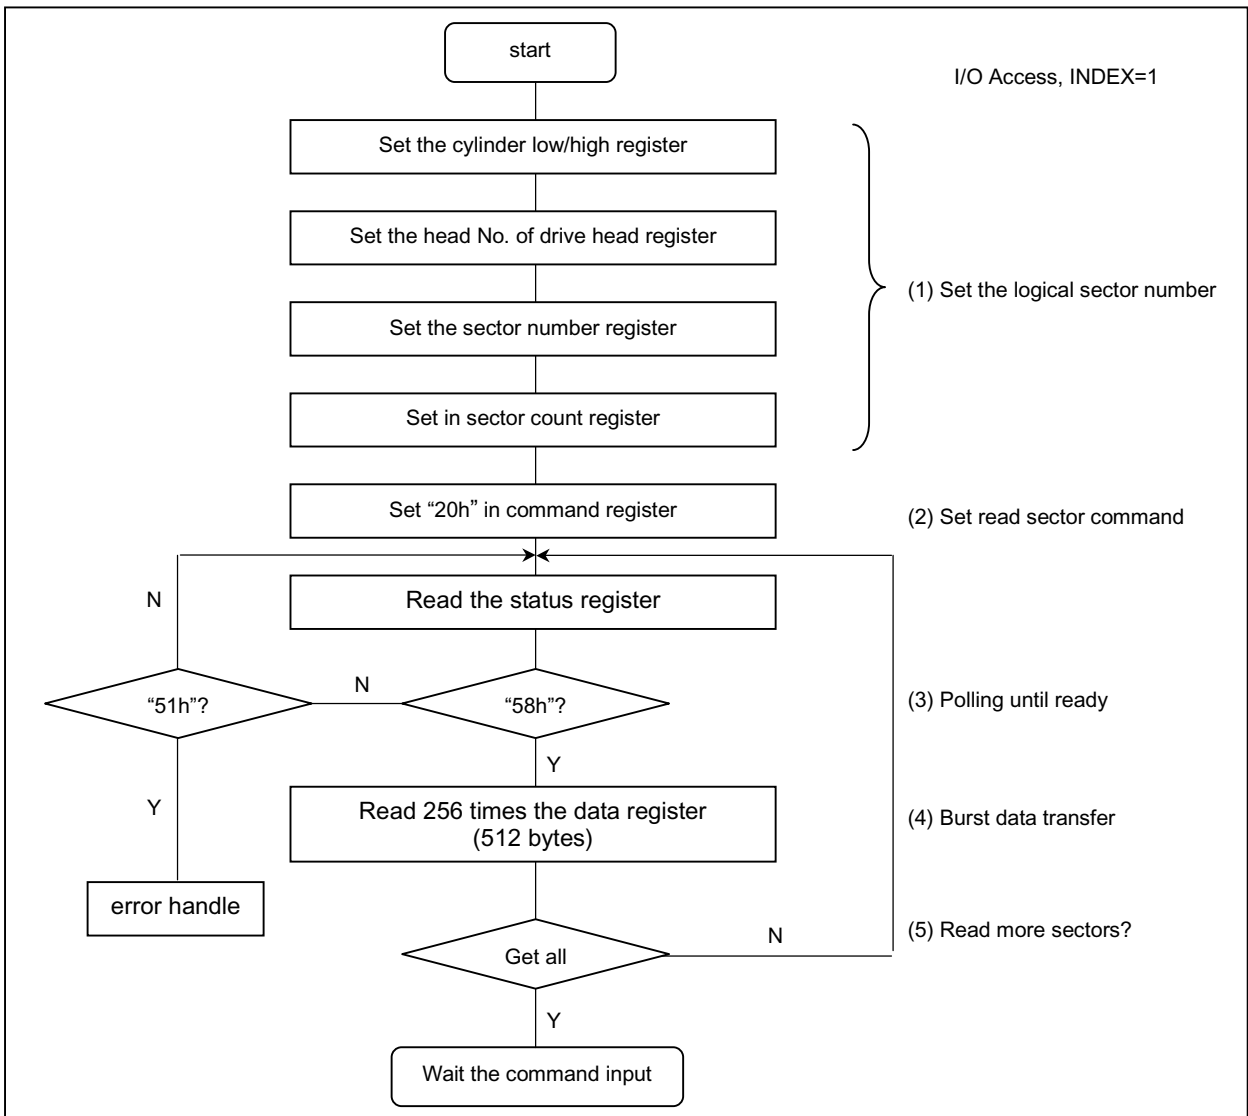 start
I/O Access, INDEX=1
Set the cylinder low/high register
Set the head No. of drive head register
(1) Set the logical sector number
Set the sector number register
Set in sector count register
Set “20h” in command register
(2) Set read sector command
N
Read the status register
“51h”?
N
“58h”?
(3) Polling until ready
Y
Y
Read 256 times the data register
(512 bytes)
(4) Burst data transfer
error handle
Get all
N
(5) Read more sectors?
Y
Wait the command input